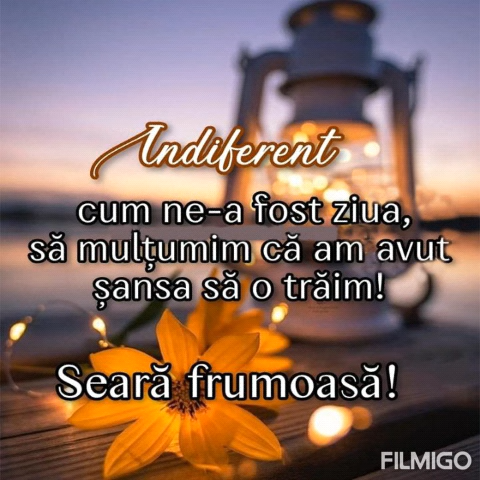 Indiferent
cum ne-a fost ziua,
să mulțumim că am avut
șansa să o trăim!
Seară frumoasă!
FILMIGO